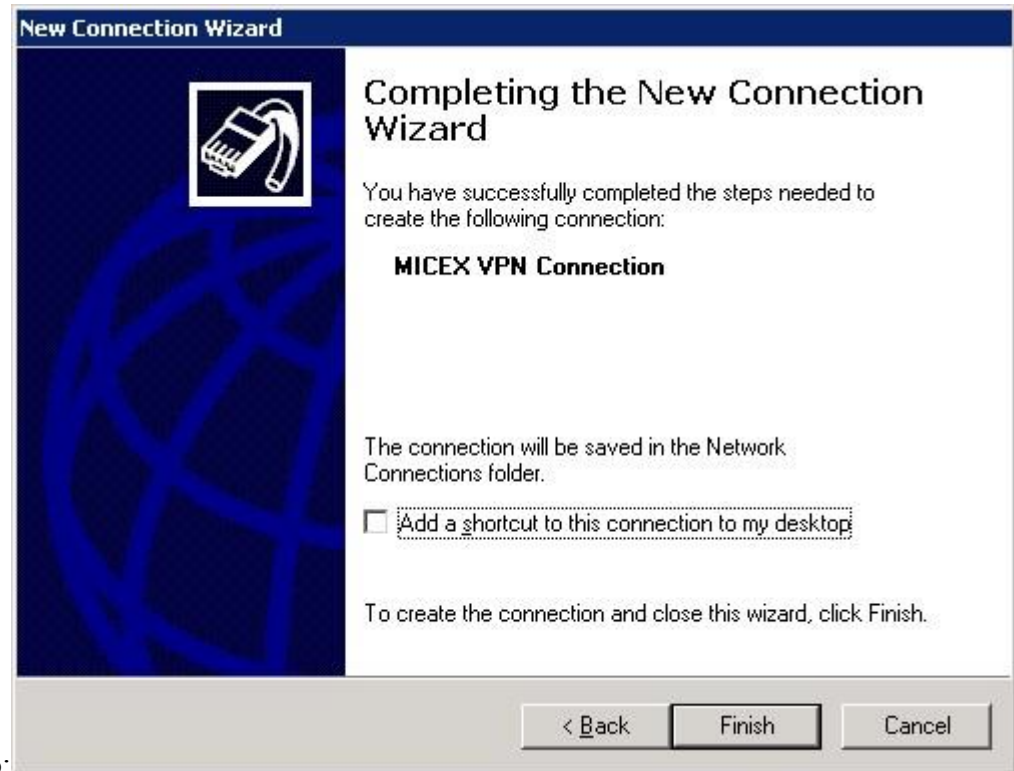 New Connection Wizard
Completing the New Connection
Wizard
You have successfully completed the steps needed to
create the following connection:
MICEX VPN Connection
The connection will be saved in the Network
Connections folder.
Add a shortcut to this connection to my desktop
To create the connection and close this wizard, click Finish.
< Back Finish Cancel